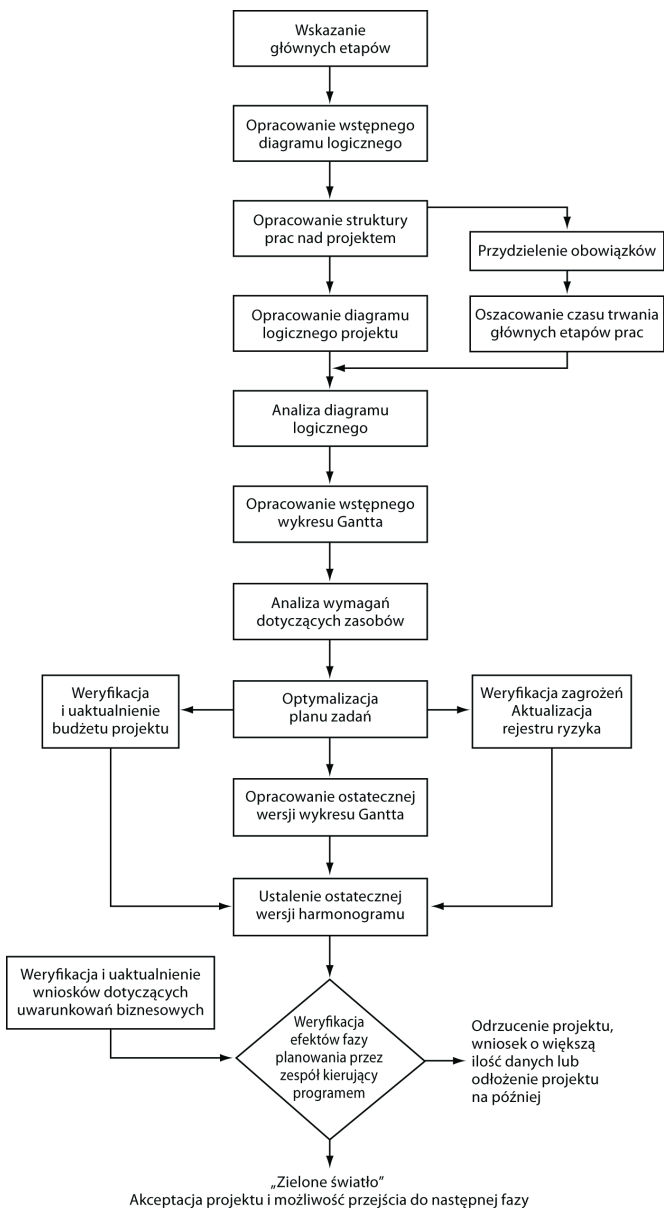 Wskazanie
głównych etapów
Opracowanie wstępnego
diagramu logicznego
Opracowanie struktury
prac nad projektem
Przydzielenie obowiązków
Opracowanie diagramu
logicznego projektu
Oszacowanie czasu trwania
głównych etapów prac
Analiza diagramu
logicznego
Opracowanie wstępnego
wykresu Gantta
Analiza wymagań
dotyczących zasobów
Weryfikacja
i uaktualnienie
budżetu projektu
Optymalizacja
planu zadań
Weryfikacja zagrożeń
Aktualizacja
rejestru ryzyka
Opracowanie ostatecznej
wersji wykresu Gantta
Ustalenie ostatecznej
wersji harmonogramu
Weryfikacja i uaktualnienie
wniosków dotyczących
uwarunkowań biznesowych
Weryfikacja
efektów fazy
planowania przez
zespół kierujący
programem
Odrzucenie projektu,
wniosek o większą
ilość danych lub
odłożenie projektu
na później
„Zielone światło”
Akceptacja projektu i możliwość przejścia do następnej fazy